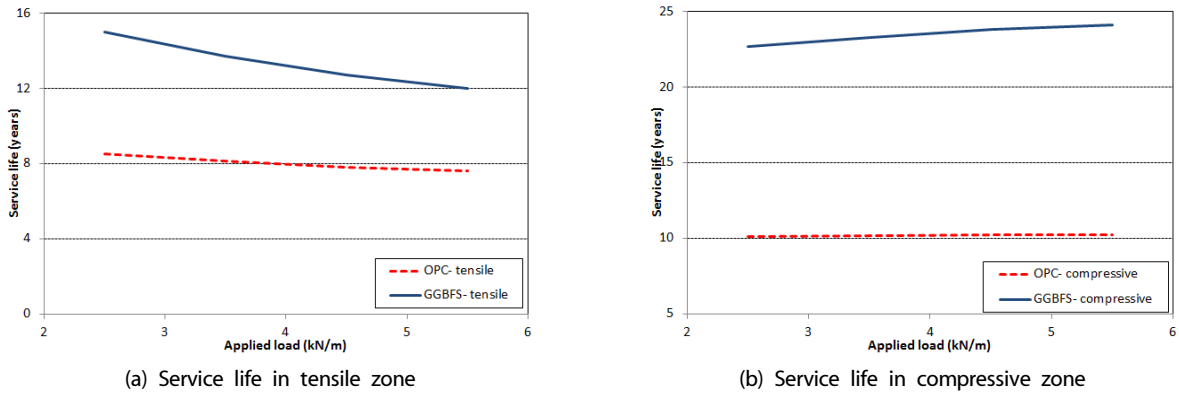 16
12
8
4
0
Service life (years)
2 3 4 5 6
Applied load (kN/m)
OPC- tensile
GGBFS- tensile
(a) Service life in tensile zone
25
20
15
10
5
Service life (years)
2 3 4 5 6
Applied load (kN/m)
OPC- compressive
GGBFS- compressive
(b) Service life in compressive zone